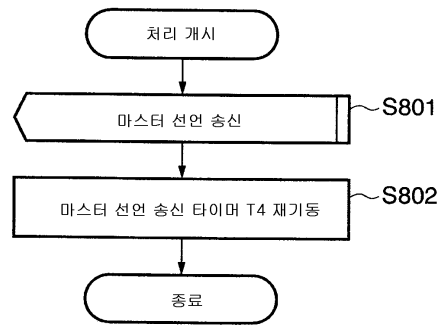 처리 개시
마스터 선언 송신
S801
마스터 선언 송신 타이머 T4 재기동
S802
종료